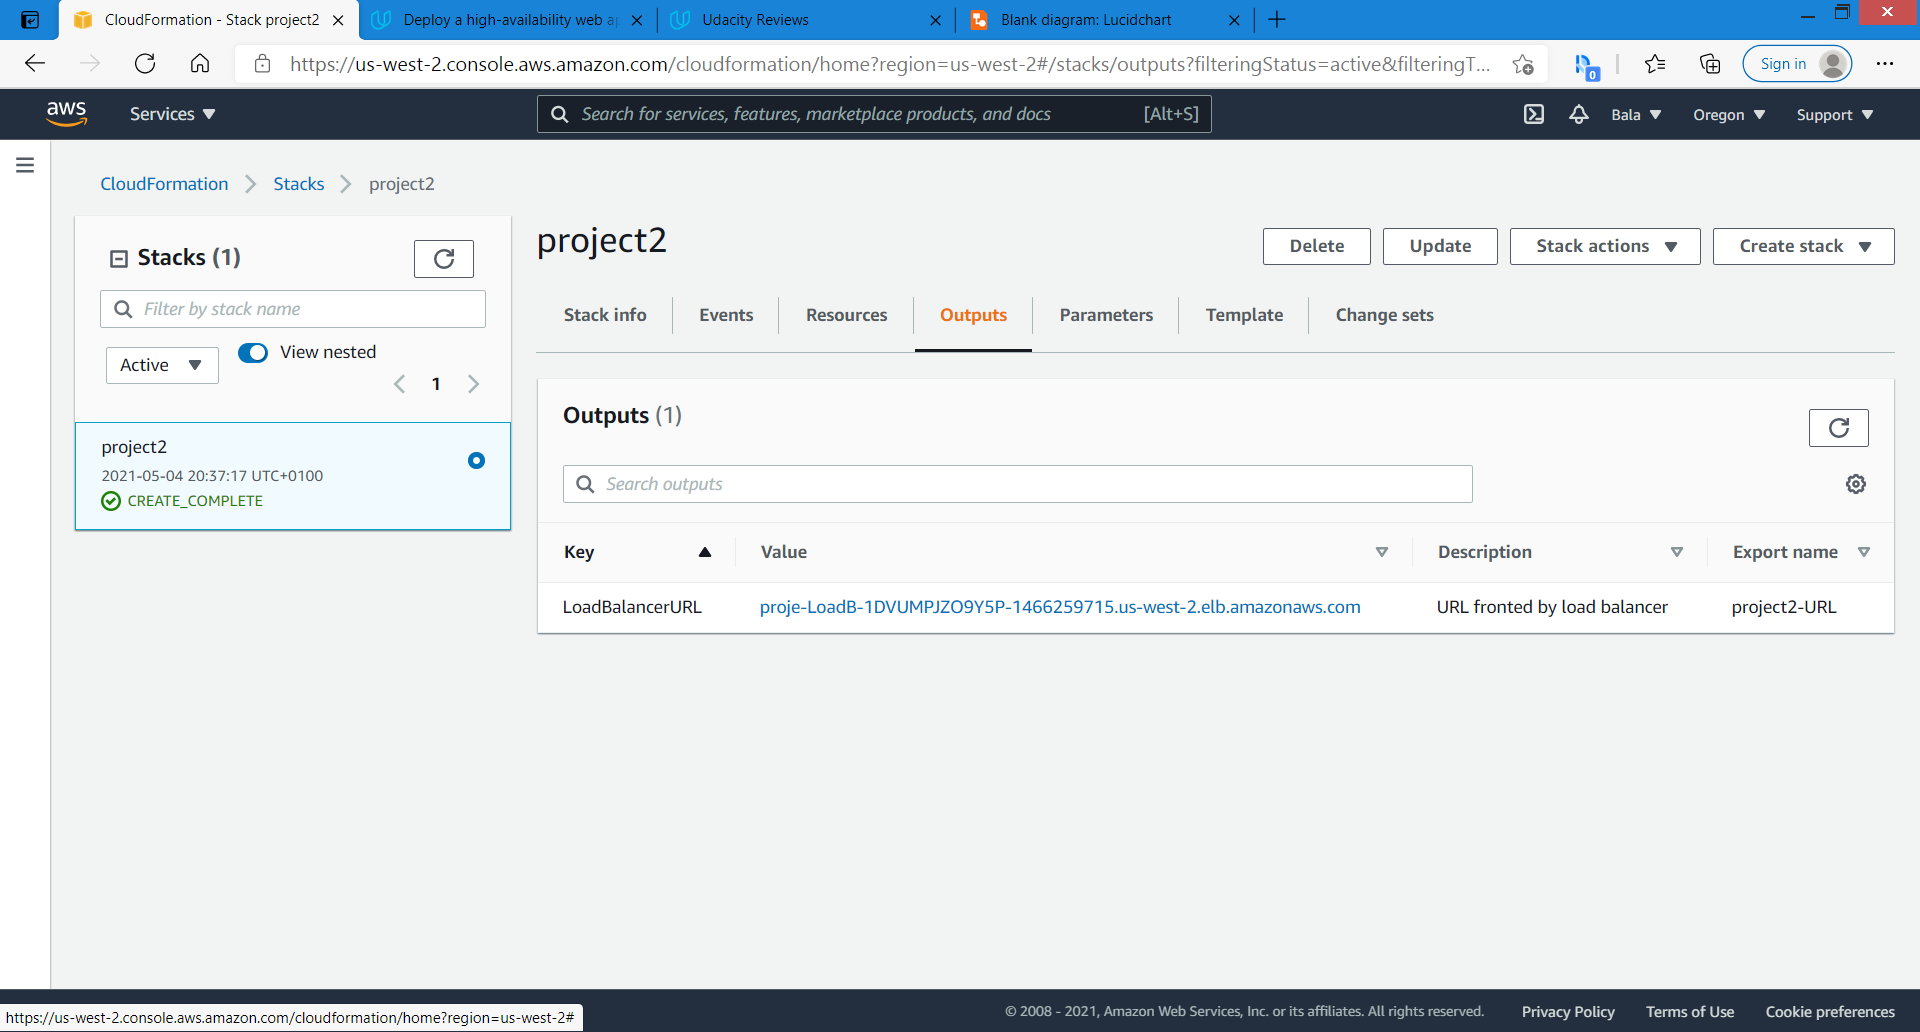 CloudFormation - Stack project2
Deploy a high-availability web ap
Udacity Reviews
Blank diagram: Lucidchart
https://us-west-2.console.aws.amazon.com/cloudformation/home?region=us-west-2#/stacks/outputs?filteringStatus=active&filteringT...
0
Sign in
aws
Services
Search for services, features, marketplace products, and docs
[Alt+S]
Bala
Oregon
Support
CloudFormation
Stacks
project2
Stacks (1)
Filter by stack name
Active
View nested
1
project2
2021-05-04 20:37:17 UTC+0100
CREATE_COMPLETE
project2
Delete
Update
Stack actions
Create stack
Stack info
Events
Resources
Outputs
Parameters
Template
Change sets
Outputs (1)
Search outputs
Key
Value
Description
Export name
LoadBalancerURL
proje-LoadB-1DVUMPJZO9Y5P-1466259715.us-west-2.elb.amazonaws.com
URL fronted by load balancer
project2-URL
© 2008 - 2021, Amazon Web Services, Inc. or its affiliates. All rights reserved.
Privacy Policy
Terms of Use
Cookie preferences
https://us-west-2.console.aws.amazon.com/cloudformation/home?region=us-west-2#